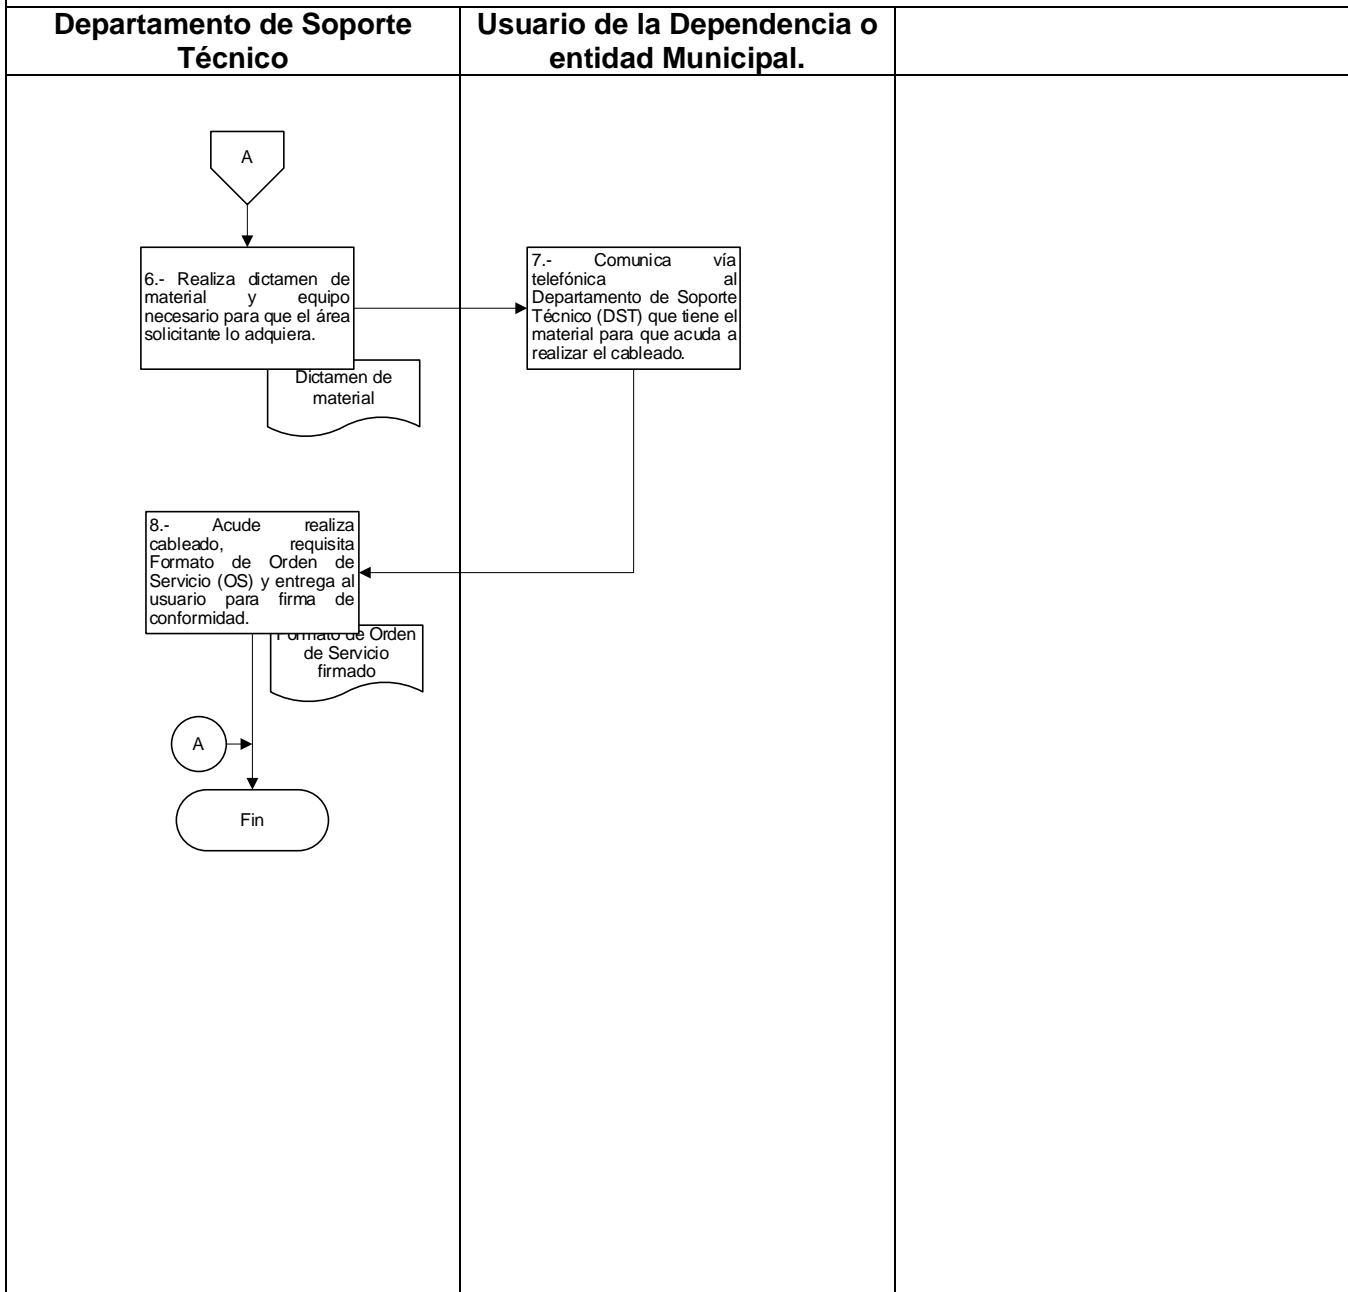 Departamento de Soporte
Técnico
Usuario de la Dependencia o
entidad Municipal.
A
6.- Realiza dictamen de
material y equipo
necesario para que el área
solicitante lo adquiera.
Dictamen de
material
7.- Comunica vía
telefónica al
Departamento de Soporte
Técnico (DST) que tiene el
material para que acuda a
realizar el cableado.
8.- Acude realiza
cableado, requisita
Formato de Orden de
Servicio (OS) y entrega al
usuario para firma de
conformidad.
Formato de Orden
de Servicio
firmado
A
Fin